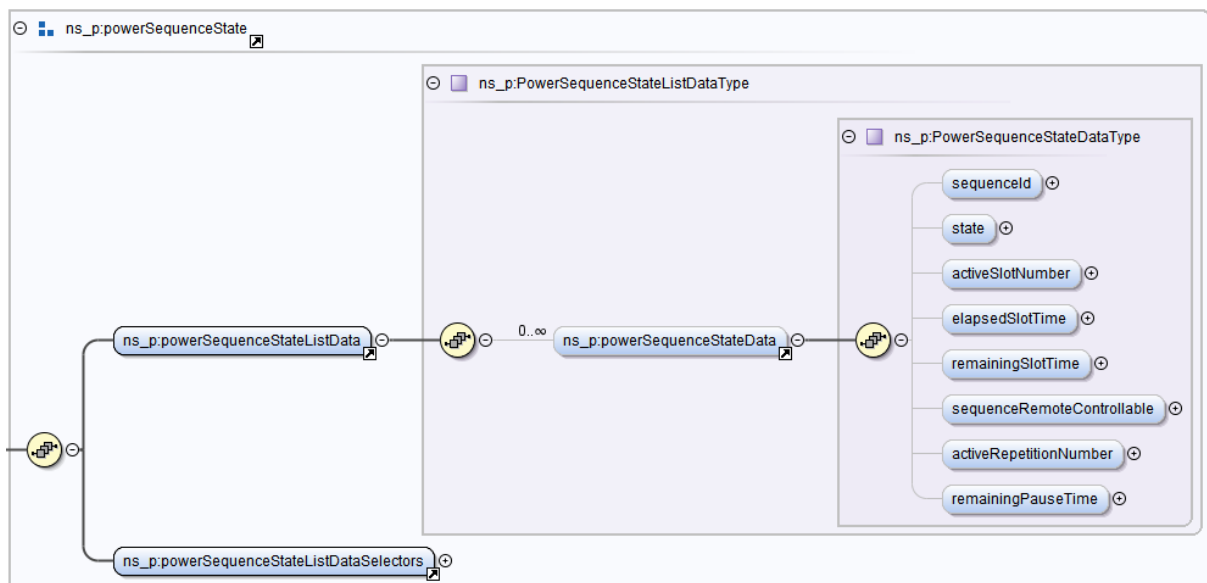 ns_p:powerSequenceState
ns_p:PowerSequenceStateListDataType
ns_p:PowerSequenceStateDataType
sequenceId
state
activeSlotNumber
elapsedSlotTime
ns_p:powerSequenceStateListData
0..∞
ns_p:powerSequenceStateData
remainingSlotTime
sequenceRemoteControllable
activeRepetitionNumber
remainingPauseTime
ns_p:powerSequenceStateListDataSelectors